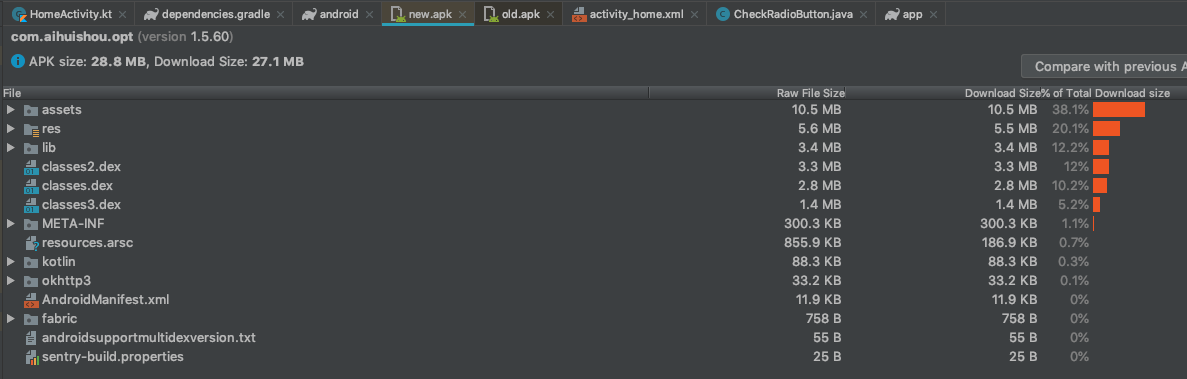 HomeActivity.kt dependencies.gradle android new.apk old.apk activity_home.xml CheckRadioButton.java app
com.aihuishou.opt (version 1.5.60)
APK size: 28.8 MB, Download Size: 27.1 MB
Compare with previous A
File Raw File Size Download Size % of Total Download size
assets 10.5 MB 10.5 MB 38.1%
res 5.6 MB 5.5 MB 20.1%
lib 3.4 MB 3.4 MB 12.2%
classes2.dex 3.3 MB 3.3 MB 12%
classes.dex 2.8 MB 2.8 MB 10.2%
classes3.dex 1.4 MB 1.4 MB 5.2%
META-INF 300.3 KB 300.3 KB 1.1%
resources.arsc 855.9 KB 186.9 KB 0.7%
kotlin 88.3 KB 88.3 KB 0.3%
okhttp3 33.2 KB 33.2 KB 0.1%
AndroidManifest.xml 11.9 KB 11.9 KB 0%
fabric 758 B 758 B 0%
androidsupportmultidexversion.txt 55 B 55 B 0%
sentry-build.properties 25 B 25 B 0%